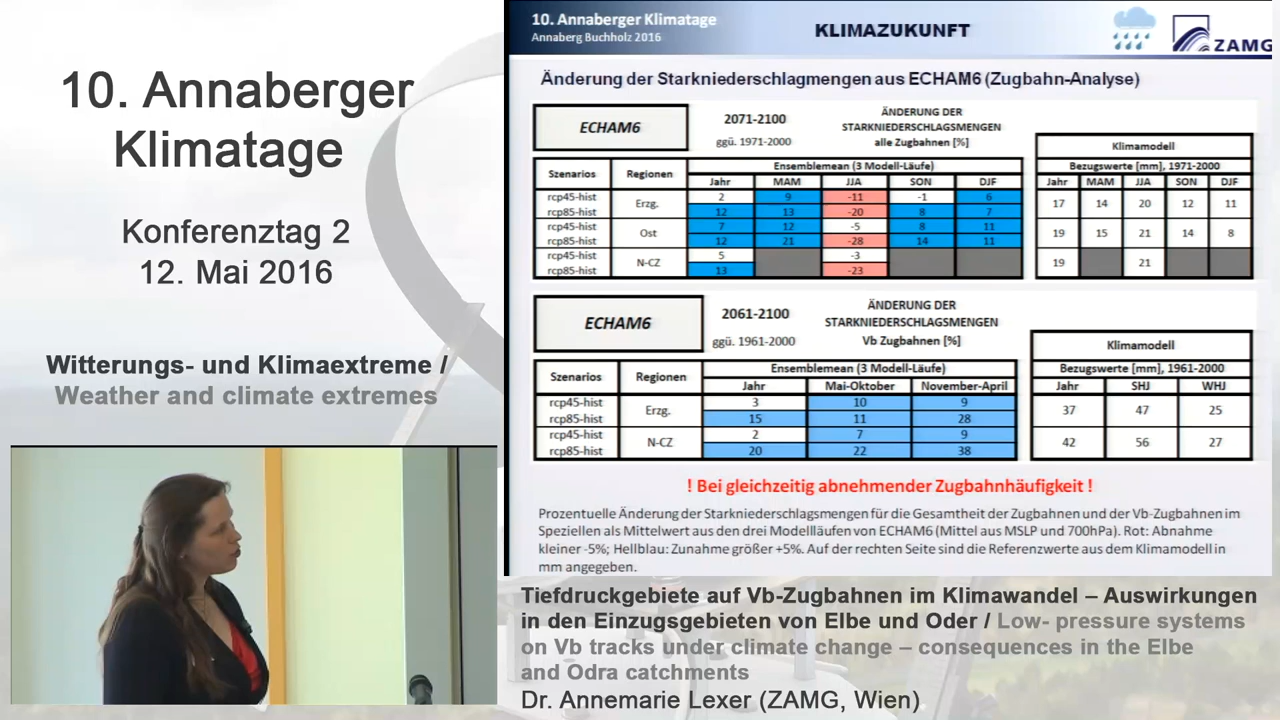 10. Annaberger
Klimatage
Konferenztag 2
12. Mai 2016
Witterungs- und Klimaextreme /
Weather and climate extremes
10. Annaberger Klimatage
Annaberg Buchholz 2016
KLIMAZUKUNFT
ZAMG
Änderung der Starkniederschlagmengen aus ECHAM6 (Zugbahn-Analyse)
ECHAM6
2071-2100
ggü. 1971-2000
ÄNDERUNG DER
STARKNIEDERSCHLAGSMENGEN
alle Zugbahnen [%]
Klimamodell
Szenarios Regionen Ensemblemean (3 Modell-Läufe) Bezugswerte [mm], 1971-2000
Jahr MAM JJA SON DJF Jahr MAM JJA SON DJF
rcp45-hist Erzg. 2 9 -11 -1 6 17 14 20 12 11
rcp85-hist 12 13 -20 8 7
rcp45-hist Ost 7 12 -5 8 11 19 15 21 14 8
rcp85-hist 12 21 -28 14 11
rcp45-hist N-CZ 5 -3 19 21
rcp85-hist 13 -23
ECHAM6
2061-2100
ggü. 1961-2000
ÄNDERUNG DER
STARKNIEDERSCHLAGSMENGEN
Vb Zugbahnen [%]
Klimamodell
Szenarios Regionen Ensemblemean (3 Modell-Läufe) Bezugswerte [mm], 1961-2000
Jahr Mai-Oktober November-April Jahr SHJ WHJ
rcp45-hist Erzg. 3 10 9 37 47 25
rcp85-hist 15 11 28
rcp45-hist N-CZ 2 7 9 42 56 27
rcp85-hist 20 22 38
! Bei gleichzeitig abnehmender Zugbahnhäufigkeit !
Prozentuelle Änderung der Starkniederschlagsmengen für die Gesamtheit der Zugbahnen und der Vb-Zugbahnen im
Speziellen als Mittelwert aus den drei Modellläufen von ECHAM6 (Mittel aus MSLP und 700hPa). Rot: Abnahme
kleiner -5%; Hellblau: Zunahme größer +5%. Auf der rechten Seite sind die Referenzwerte aus dem Klimamodell in
mm angegeben.
Tiefdruckgebiete auf Vb-Zugbahnen im Klimawandel – Auswirkungen
in den Einzugsgebieten von Elbe und Oder / Low- pressure systems
on Vb tracks under climate change – consequences in the Elbe
and Odra catchments
Dr. Annemarie Lexer (ZAMG, Wien)